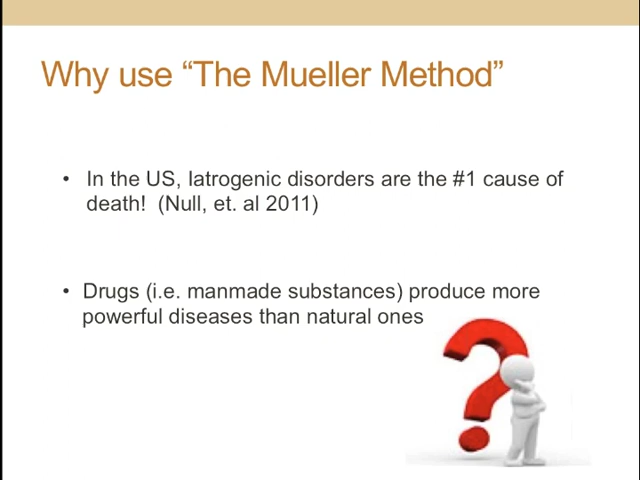 Why use “The Mueller Method”
• In the US, Iatrogenic disorders are the #1 cause of
death!  (Null, et. al 2011)
• Drugs (i.e. manmade substances) produce more
powerful diseases than natural ones